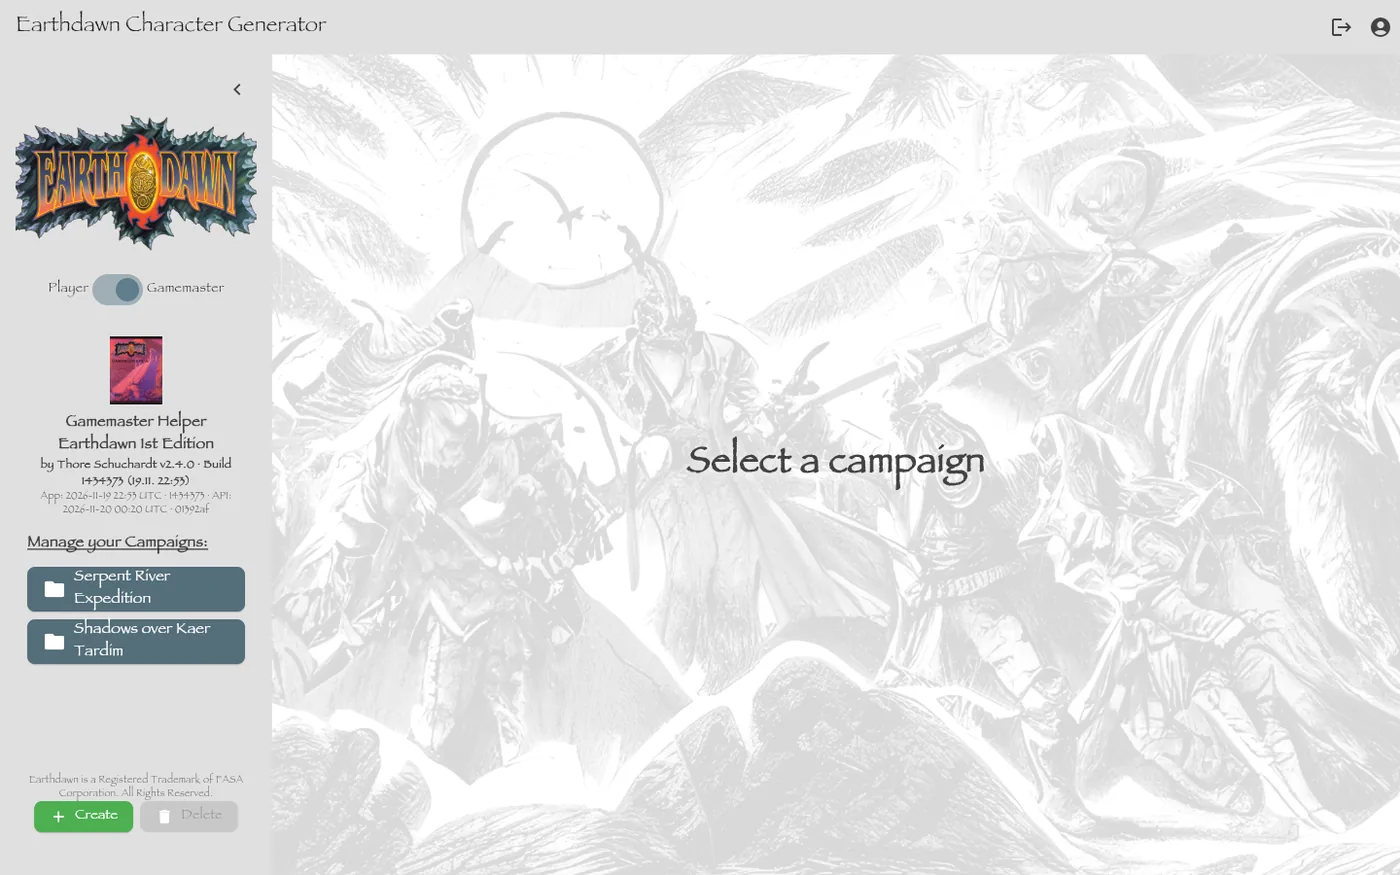 Earthdawn Character Generator
EARTHDAWN
Player
Gamemaster
EARTHDAWN
Gamemaster Helper
Earthdawn 1st Edition
by Thore Schuchardt v2.4.0 · Build
1434373 (19.11. 22:53)
App: 2026-11-19 22:53 UTC · 1434373 · API:
2026-11-20 00:20 UTC · 01392af
Manage your Campaigns:
Serpent River
Expedition
Shadows over Kaer
Tardim
Earthdawn is a Registered Trademark of FASA
Corporation. All Rights Reserved.
Create
Delete
Select a campaign